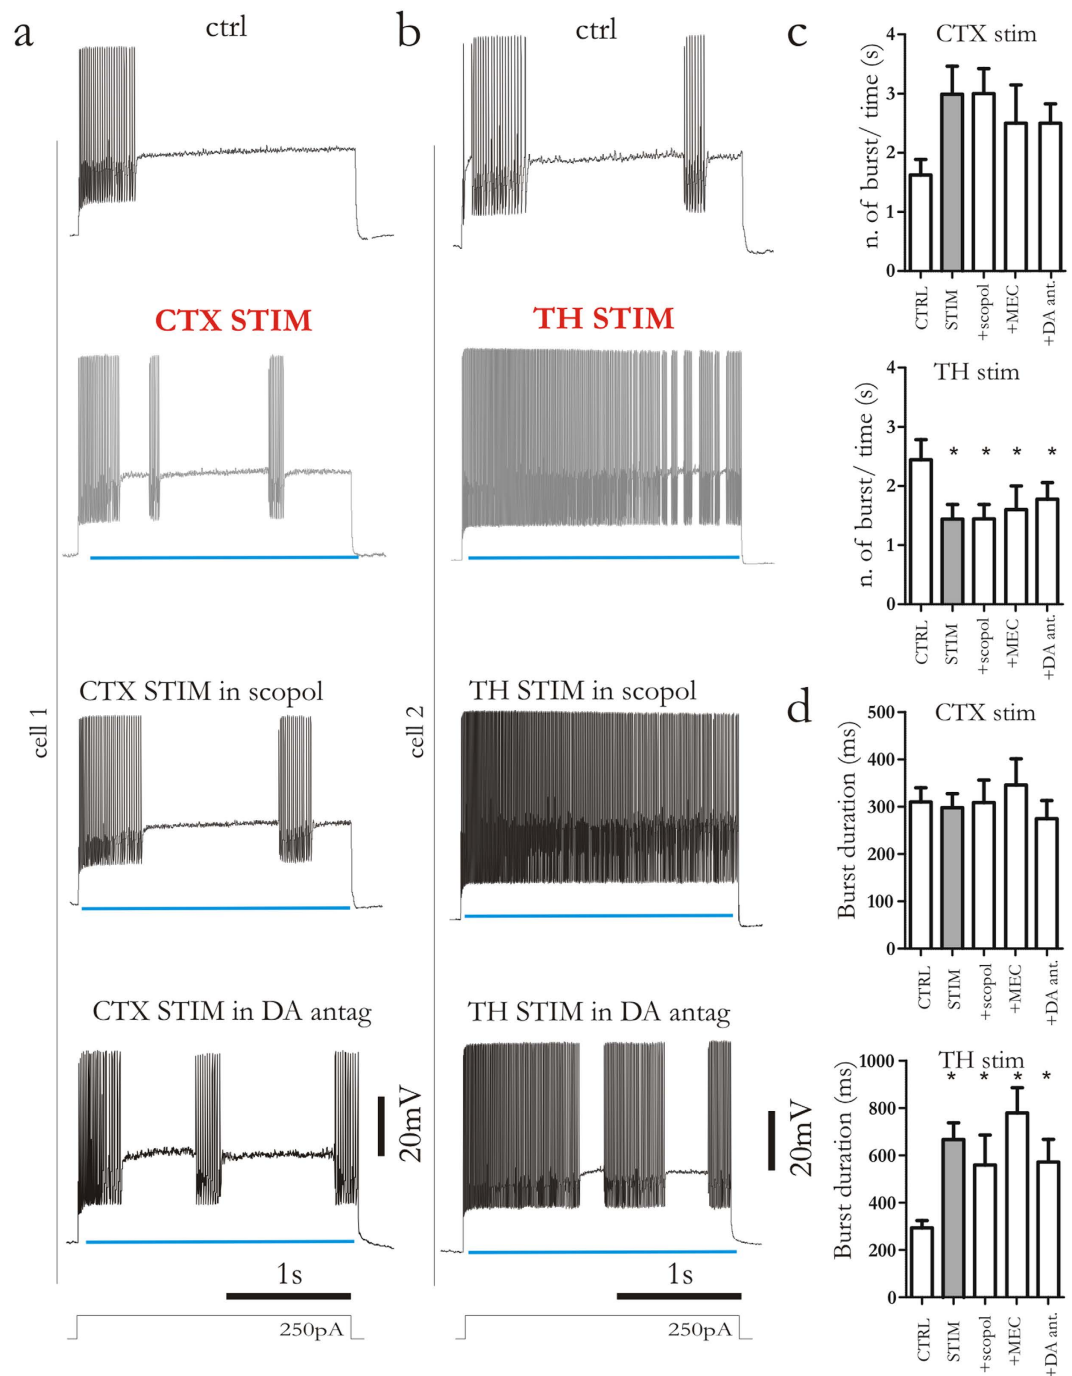 a
ctrl
CTX STIM
CTX STIM in scopol
cell 1
CTX STIM in DA antag
20mV
1s
250pA
b
ctrl
TH STIM
TH STIM in scopol
cell 2
TH STIM in DA antag
20mV
1s
250pA
c
CTX stim
n. of burst/ time (s)
4
3
2
1
0
CTRL
STIM
+scopol
+MEC
+DA ant.
TH stim
n. of burst/ time (s)
4
3
2
1
0
* * * *
CTRL
STIM
+scopol
+MEC
+DA ant.
d
CTX stim
Burst duration (ms)
500
400
300
200
100
0
CTRL
STIM
+scopol
+MEC
+DA ant.
TH stim
Burst duration (ms)
1000
800
600
400
200
0
* * * *
CTRL
STIM
+scopol
+MEC
+DA ant.